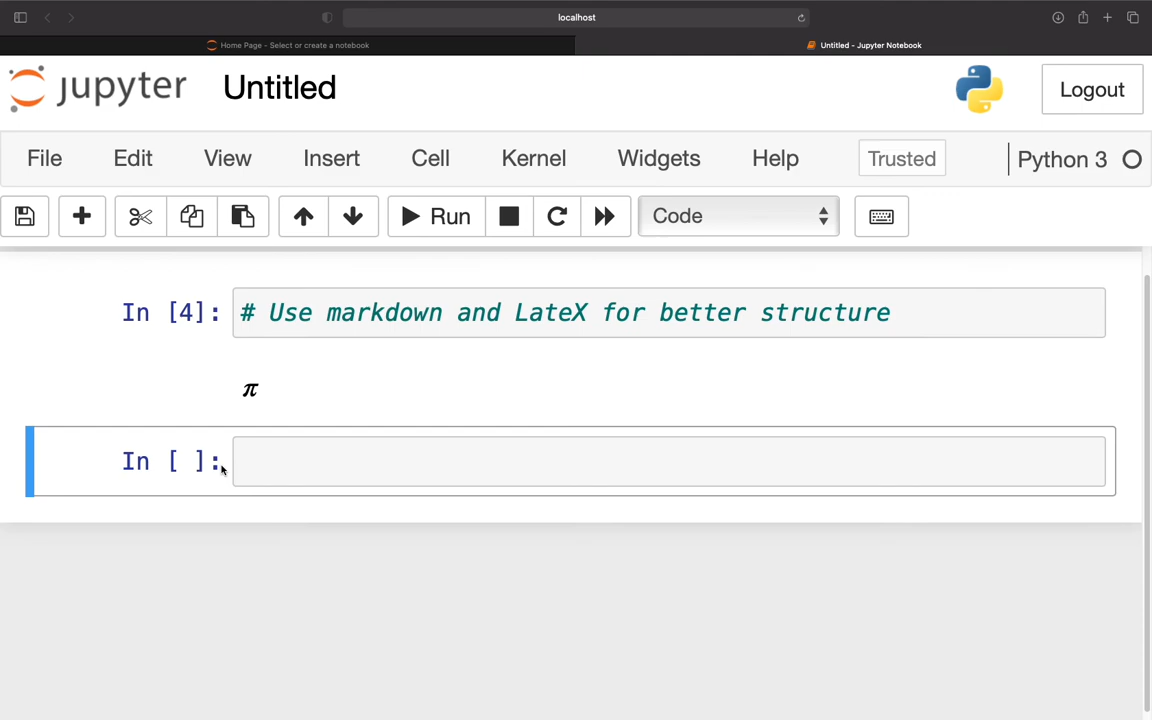 localhost
Home Page - Select or create a notebook
Untitled - Jupyter Notebook
jupyter Untitled Logout
File Edit View Insert Cell Kernel Widgets Help Trusted Python 3
Run Code
In [4]: # Use markdown and LateX for better structure
π
In [ ]: